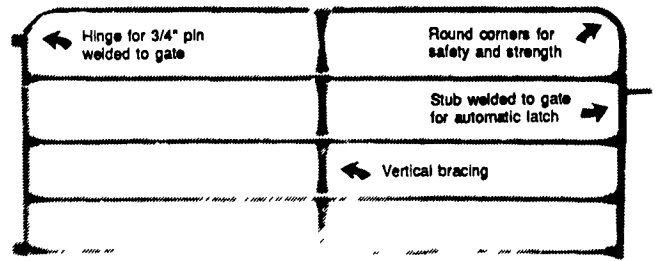 Hinge for 3/4" pin
welded to gate
Round corners for
safety and strength
Stub welded to gate
for automatic latch
Vertical bracing